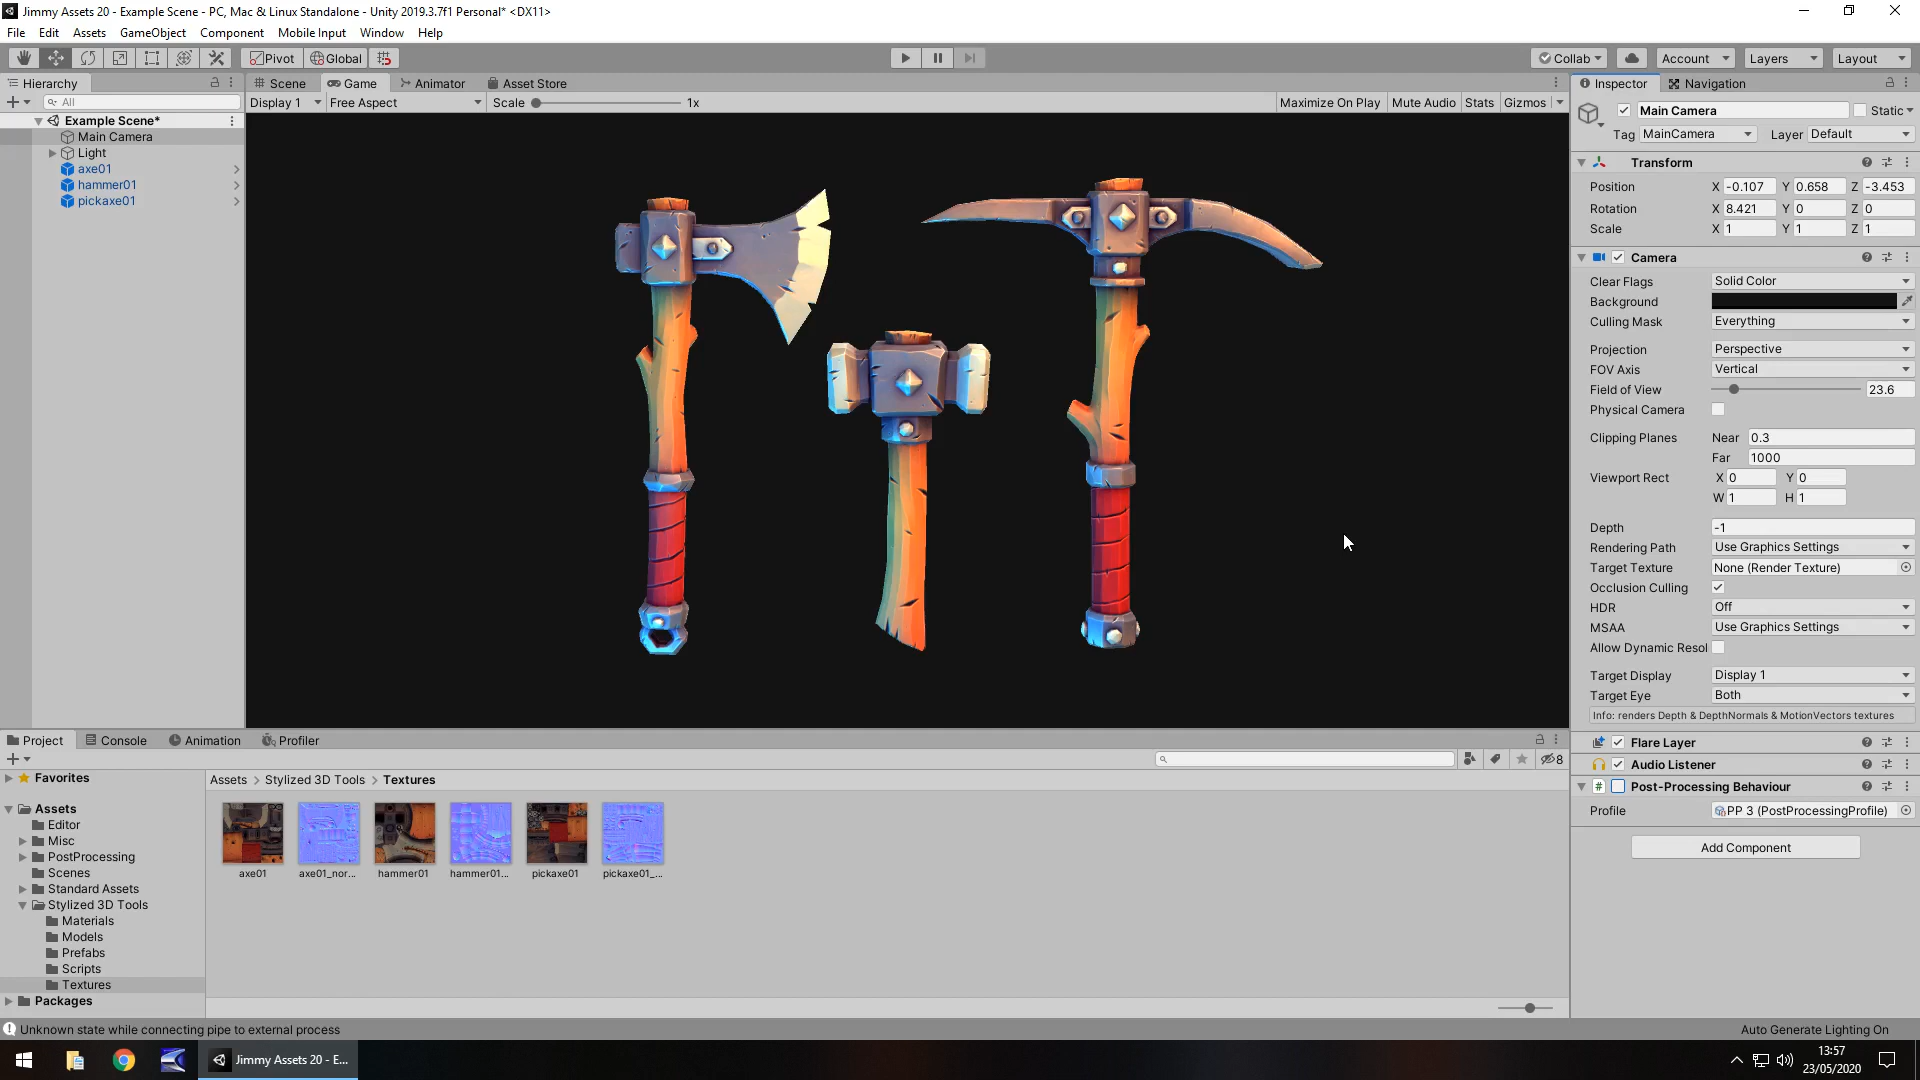 Jimmy Assets 20 - Example Scene - PC, Mac & Linux Standalone - Unity 2019.3.7f1 Personal* <DX11>
File Edit Assets GameObject Component Mobile Input Window Help
Pivot Global Collab Account Layers Layout
Hierarchy
All
Example Scene*
Main Camera
Light
axe01
hammer01
pickaxe01
Scene Game Animator Asset Store
Display 1 Free Aspect Scale 1x Maximize On Play Mute Audio Stats Gizmos
Inspector Navigation
Main Camera Static
Tag MainCamera Layer Default
Transform
Position X -0.107 Y 0.658 Z -3.453
Rotation X 8.421 Y 0 Z 0
Scale X 1 Y 1 Z 1
Camera
Clear Flags Solid Color
Background
Culling Mask Everything
Projection Perspective
FOV Axis Vertical
Field of View 23.6
Physical Camera
Clipping Planes Near 0.3
Far 1000
Viewport Rect X 0 Y 0
W 1 H 1
Depth -1
Rendering Path Use Graphics Settings
Target Texture None (Render Texture)
Occlusion Culling
HDR Off
MSAA Use Graphics Settings
Allow Dynamic Resol
Target Display Display 1
Target Eye Both
Info: renders Depth & DepthNormals & MotionVectors textures
Flare Layer
Audio Listener
Post-Processing Behaviour
Profile PP 3 (PostProcessingProfile)
Add Component
Project Console Animation Profiler
8
Favorites
Assets
Editor
Misc
PostProcessing
Scenes
Standard Assets
Stylized 3D Tools
Materials
Models
Prefabs
Scripts
Textures
Packages
Assets > Stylized 3D Tools > Textures
axe01 axe01_nor... hammer01 hammer01... pickaxe01 pickaxe01_...
Unknown state while connecting pipe to external process
Auto Generate Lighting On
Jimmy Assets 20 - E...
13:57
23/05/2020